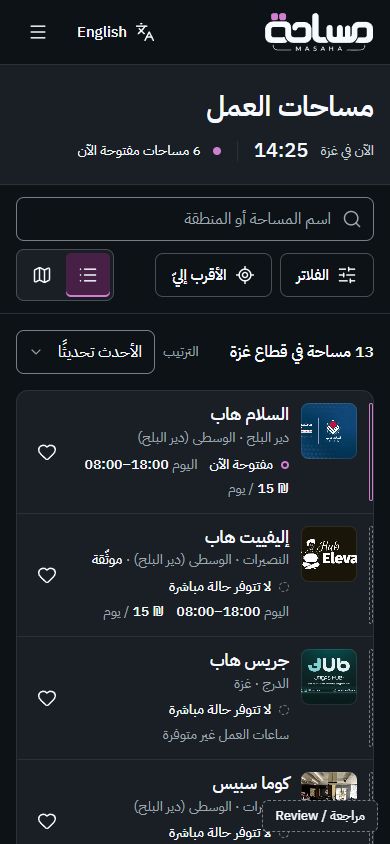 مساحة
MASAHA
English
مساحات العمل
الآن في غزة 14:25 6 مساحات مفتوحة الآن
اسم المساحة أو المنطقة
الفلاتر
الأقرب إليّ
13 مساحة في قطاع غزة
الترتيب
الأحدث تحديثًا
السلام هاب
دير البلح · الوسطى (دير البلح)
مفتوحة الآن اليوم 08:00–18:00
₪ 15 / يوم
إليفييت هاب
النصيرات · الوسطى (دير البلح) · موثّقة
لا تتوفر حالة مباشرة
اليوم 08:00–18:00 ₪ 15 / يوم
Hub
Eleva
جريس هاب
الدرج · غزة
لا تتوفر حالة مباشرة
ساعات العمل غير متوفرة
كوما سبيس
الوسطى (دير البلح)
لا تتوفر حالة مباشرة
مراجعة / Review